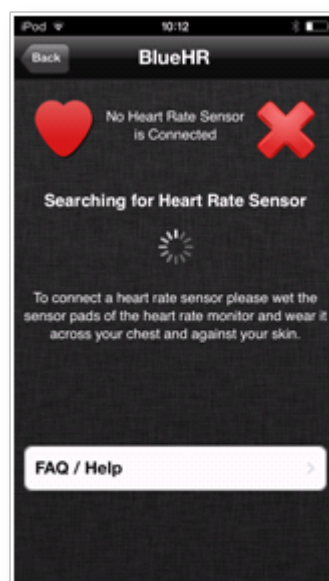 iPod 10:12
Back BlueHR
No Heart Rate Sensor
is Connected
Searching for Heart Rate Sensor
To connect a heart rate sensor please wet the
sensor pads of the heart rate monitor and wear it
across your chest and against your skin.
FAQ / Help